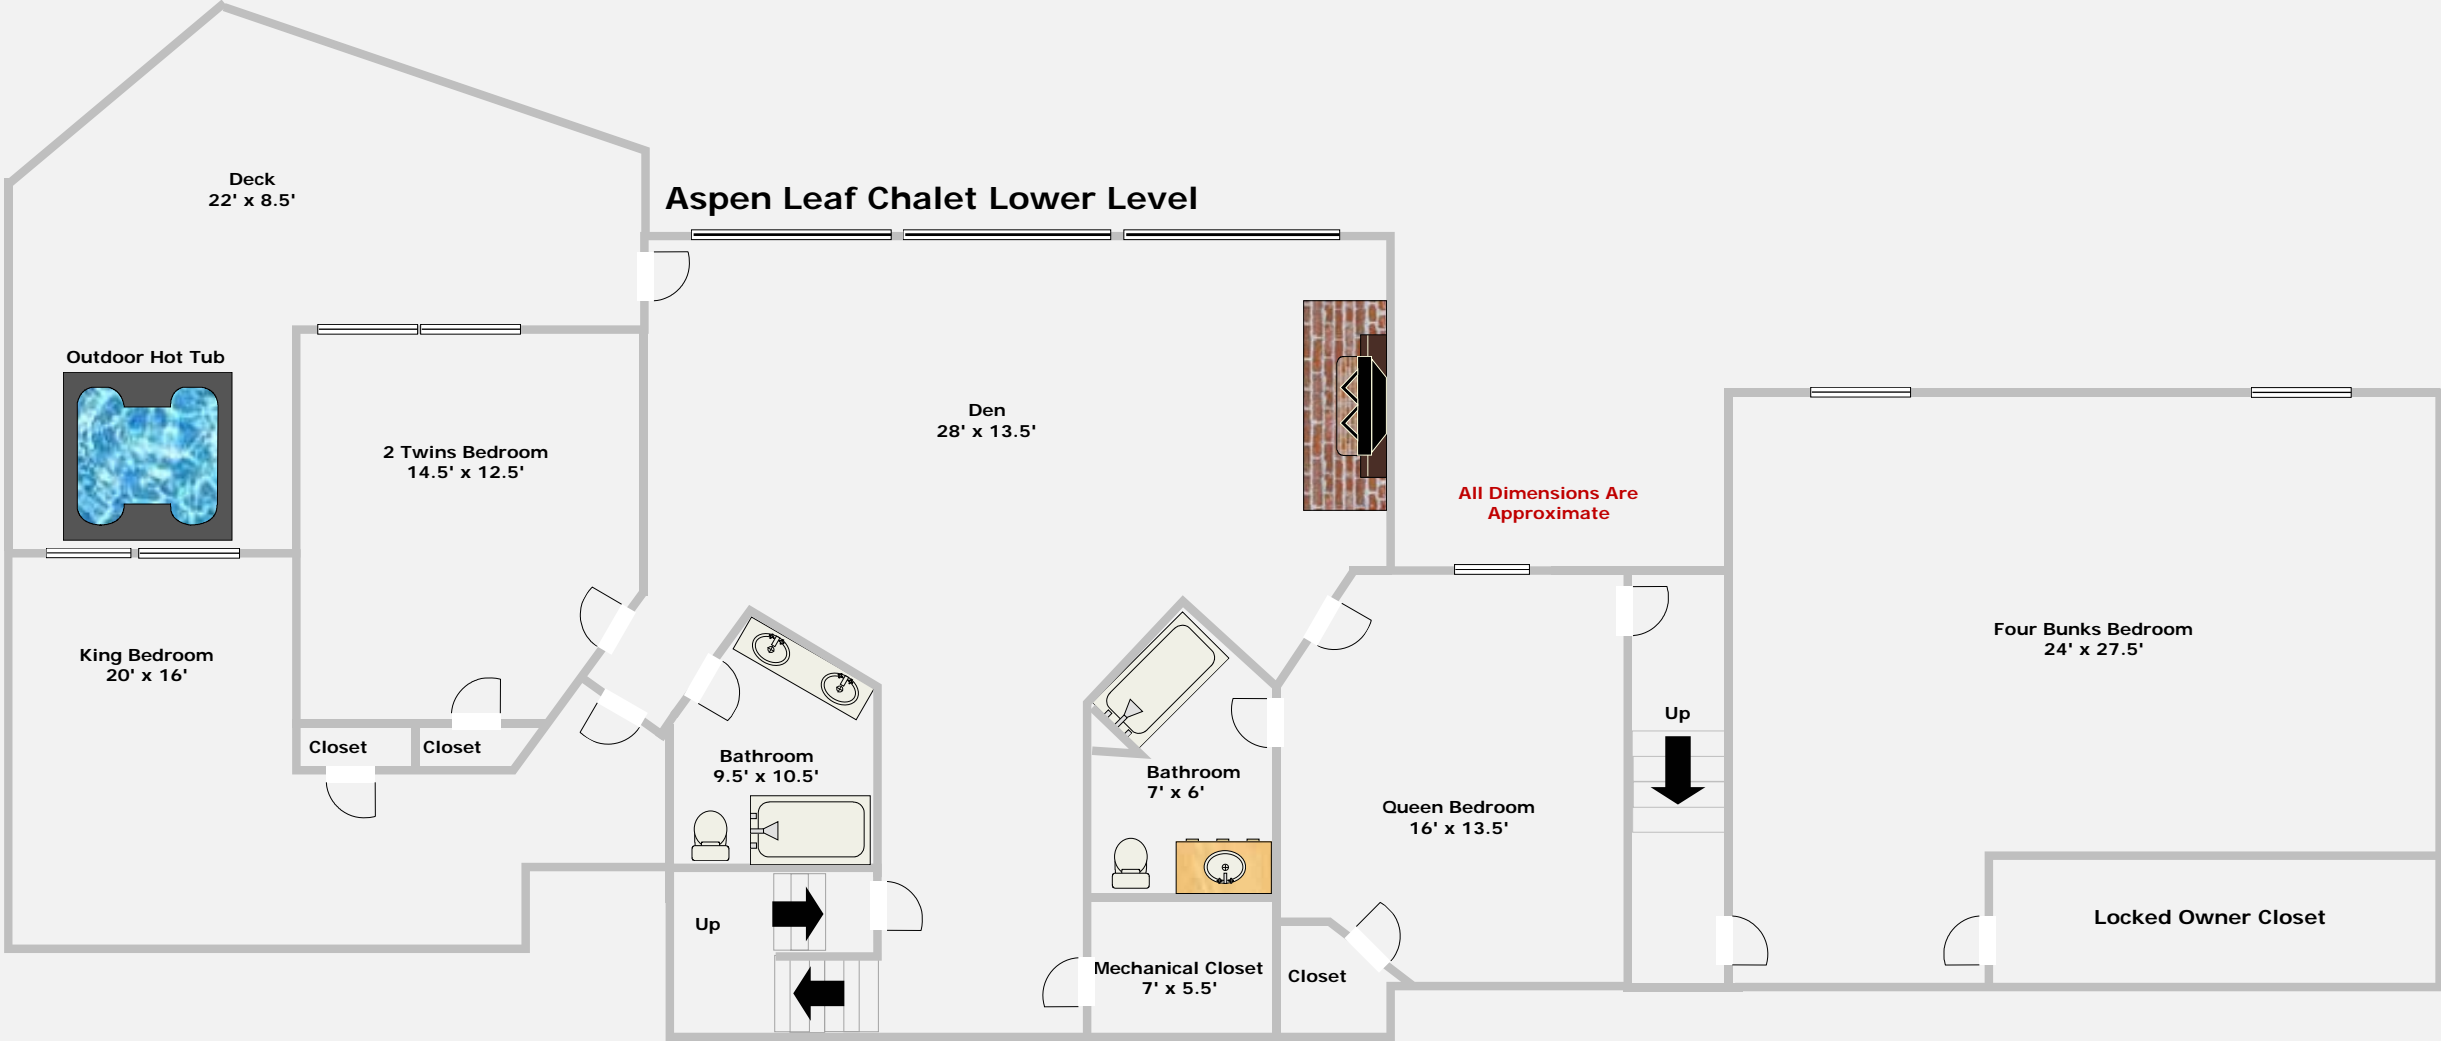 Deck
22' x 8.5'
Aspen Leaf Chalet Lower Level
Outdoor Hot Tub
Den
28' x 13.5'
2 Twins Bedroom
14.5' x 12.5'
All Dimensions Are
Approximate
Four Bunks Bedroom
24' x 27.5'
King Bedroom
20' x 16'
Up
Closet
Closet
Bathroom
9.5' x 10.5'
Bathroom
7' x 6'
Queen Bedroom
16' x 13.5'
Up
Locked Owner Closet
Mechanical Closet
7' x 5.5'
Closet